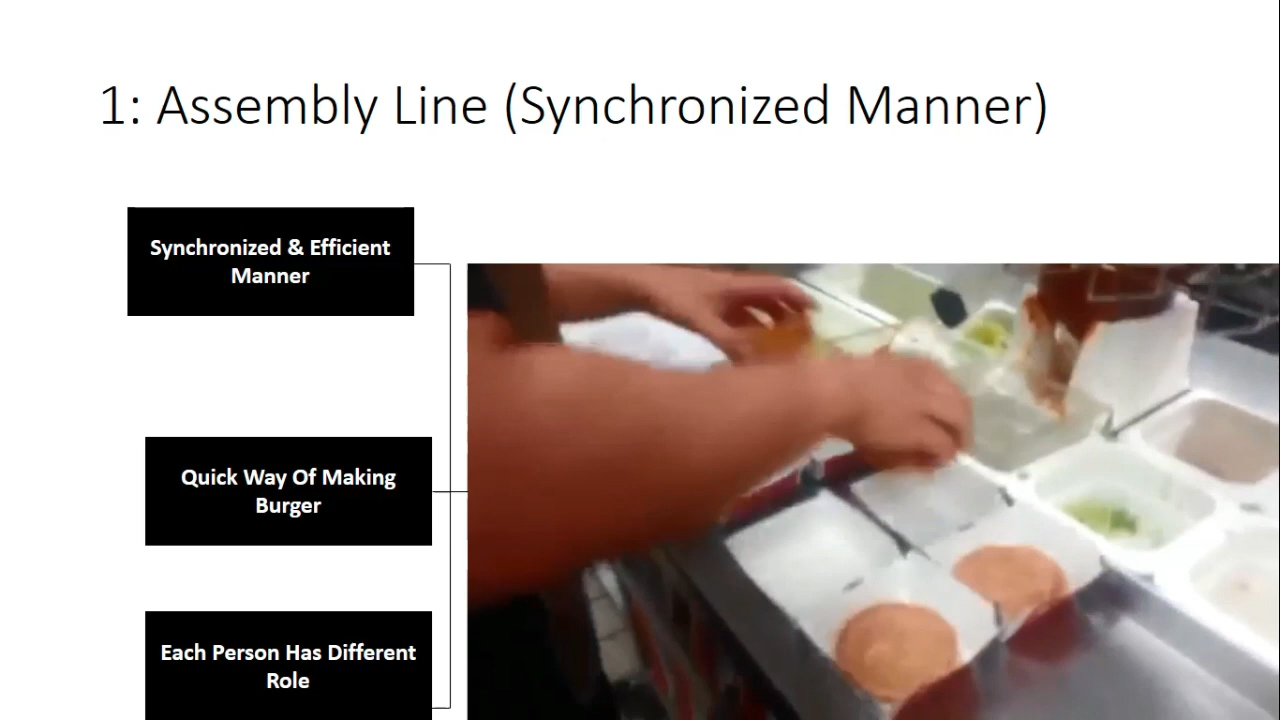 1: Assembly Line (Synchronized Manner)
Synchronized & Efficient
Manner
Quick Way Of Making
Burger
Each Person Has Different
Role